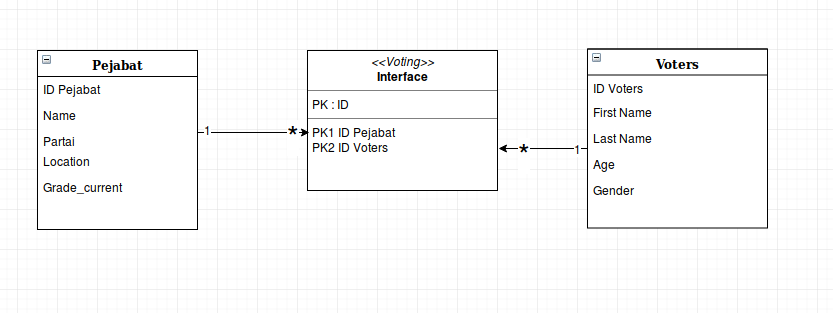 Pejabat
ID Pejabat
Name
Partai
Location
Grade_current
1
*
<<Voting>>
Interface
PK : ID
PK1 ID Pejabat
PK2 ID Voters
*
1
Voters
ID Voters
First Name
Last Name
Age
Gender